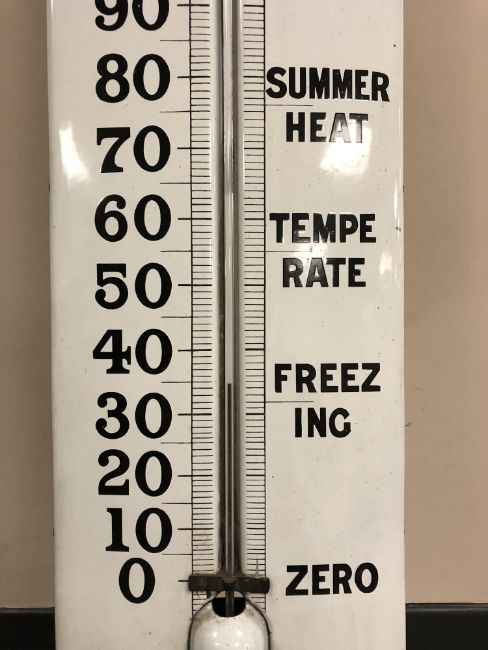 90
80 SUMMER
HEAT
70
60 TEMPE
RATE
50
40 FREEZ
30 ING
20
10
0 ZERO